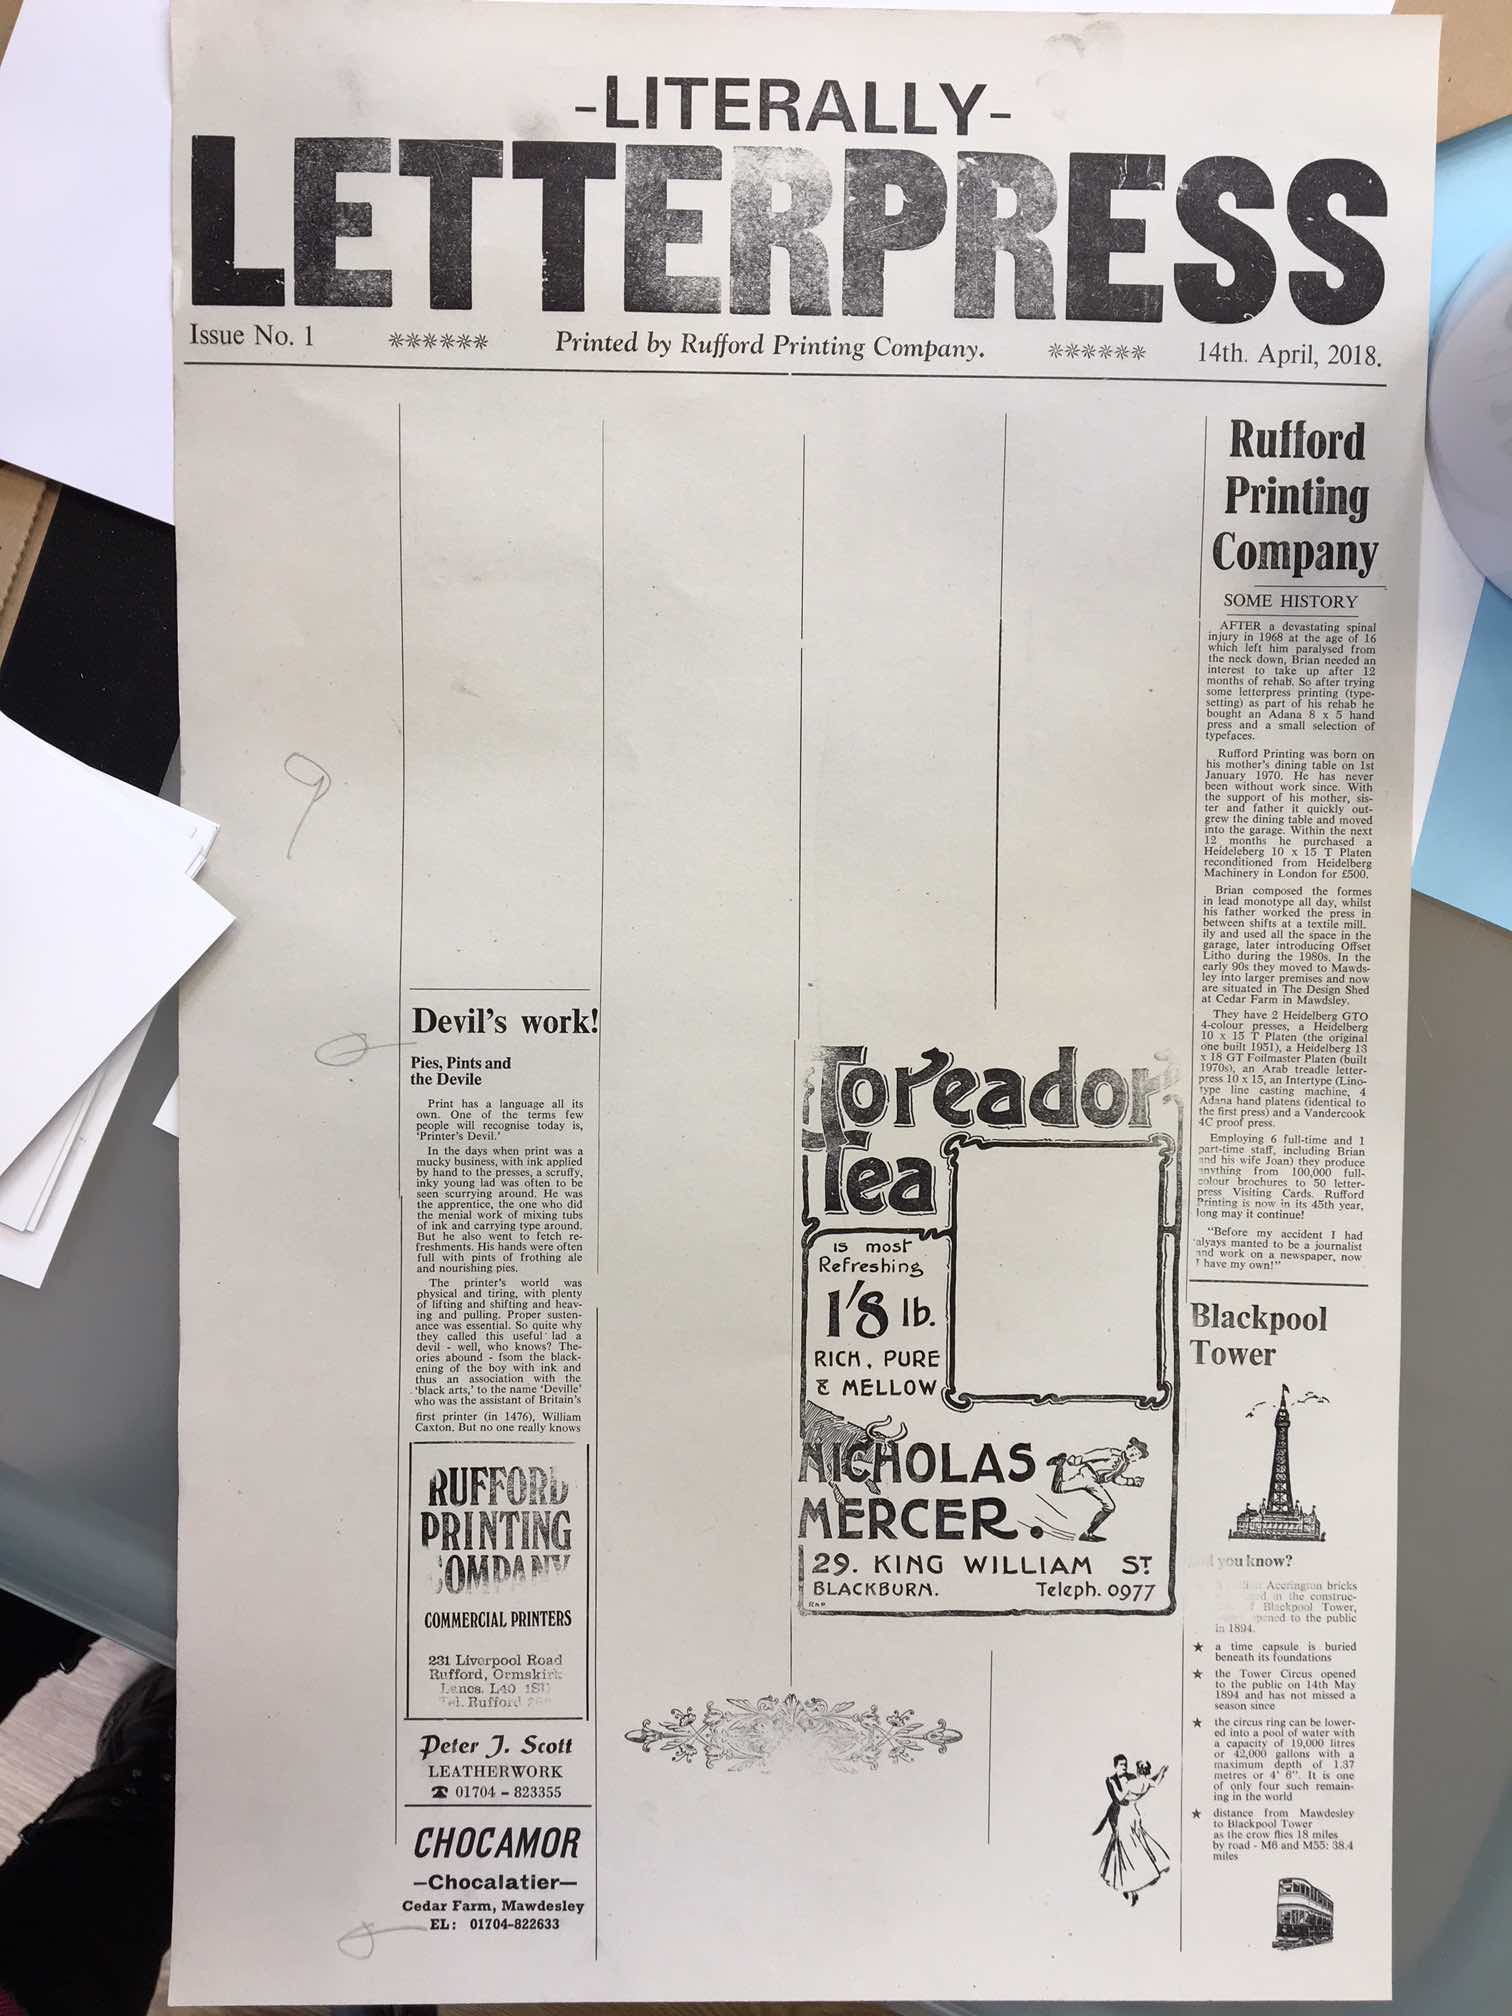 -LITERALLY-
LETTERPRESS
Issue No. 1 ****** Printed by Rufford Printing Company. ****** 14th. April, 2018.
Devil's work!
Pies, Pints and
the Devile
Print has a language all its
own. One of the terms few
people will recognise today is,
'Printer's Devil.'
In the days when print was a
mucky business, with ink applied
by hand to the presses, a scruffy,
inky young lad was often to be
seen scurrying around. He was
the apprentice, the one who did
the menial work of mixing tubs
of ink and carrying type around.
But he also went to fetch re-
freshments. His hands were often
full with pints of frothing ale
and nourishing pies.
The printer's world was
physical and tiring, with plenty
of lifting and shifting and heav-
ing and pulling. Proper susten-
ance was essential. So quite why
they called this useful lad a
devil - well, who knows? The-
ories abound - fsom the black-
ening of the boy with ink and
thus an association with the
'black arts,' to the name 'Deville'
who was the assistant of Britain's
first printer (in 1476), William
Caxton. But no one really knows
RUFFORD
PRINTING
COMPANY
COMMERCIAL PRINTERS
231 Liverpool Road
Rufford, Ormskirk
Lancs. L40 1SU
Tel. Rufford
Peter J. Scott
LEATHERWORK
☎ 01704 - 823355
CHOCAMOR
-Chocalatier-
Cedar Farm, Mawdesley
EL: 01704-822633
Toreador
Tea
is most
Refreshing
1'8 lb.
RICH, PURE
& MELLOW
NICHOLAS
MERCER.
29. KING WILLIAM ST.
BLACKBURN. Teleph. 0977
Rufford
Printing
Company
SOME HISTORY
AFTER a devastating spinal
injury in 1968 at the age of 16
which left him paralysed from
the neck down, Brian needed an
interest to take up after 12
months of rehab. So after trying
some letterpress printing (type-
setting) as part of his rehab he
bought an Adana 8 x 5 hand
press and a small selection of
typefaces.
Rufford Printing was born on
his mother's dining table on 1st
January 1970. He has never
been without work since. With
the support of his mother, sis-
ter and father it quickly out-
grew the dining table and moved
into the garage. Within the next
12 months he purchased a
Heideleberg 10 x 15 T Platen
reconditioned from Heidelberg
Machinery in London for £500.
Brian composed the formes
in lead monotype all day, whilst
his father worked the press in
between shifts at a textile mill.
ily and used all the space in the
garage, later introducing Offset
Litho during the 1980s. In the
early 90s they moved to Mawds-
ley into larger premises and now
are situated in The Design Shed
at Cedar Farm in Mawdsley.
They have 2 Heidelberg GTO
4-colour presses, a Heidelberg
10 x 15 T Platen (the original
one built 1951), a Heidelberg 13
x 18 GT Foilmaster Platen (built
1970s), an Arab treadle letter-
press 10 x 15, an Intertype (Lino-
type line casting machine, 4
Adana hand platens (identical to
the first press) and a Vandercook
4C proof press.
Employing 6 full-time and 1
part-time staff, including Brian
and his wife Joan) they produce
anything from 100,000 full-
colour brochures to 50 letter-
press Visiting Cards. Rufford
Printing is now in its 45th year,
long may it continue!
"Before my accident I had
alyays manted to be a journalist
and work on a newspaper, now
I have my own!"
Blackpool
Tower
you know?
Accrington bricks
in the construc-
Blackpool Tower,
opened to the public
in 1894.
★ a time capsule is buried
beneath its foundations
★ the Tower Circus opened
to the public on 14th May
1894 and has not missed a
season since
★ the circus ring can be lower-
ed into a pool of water with
a capacity of 19,000 litres
or 42,000 gallons with a
maximum depth of 1.37
metres or 4' 6". It is one
of only four such remain-
ing in the world
★ distance from Mawdesley
to Blackpool Tower
as the crow flies 18 miles
by road - M6 and M55: 38.4
miles